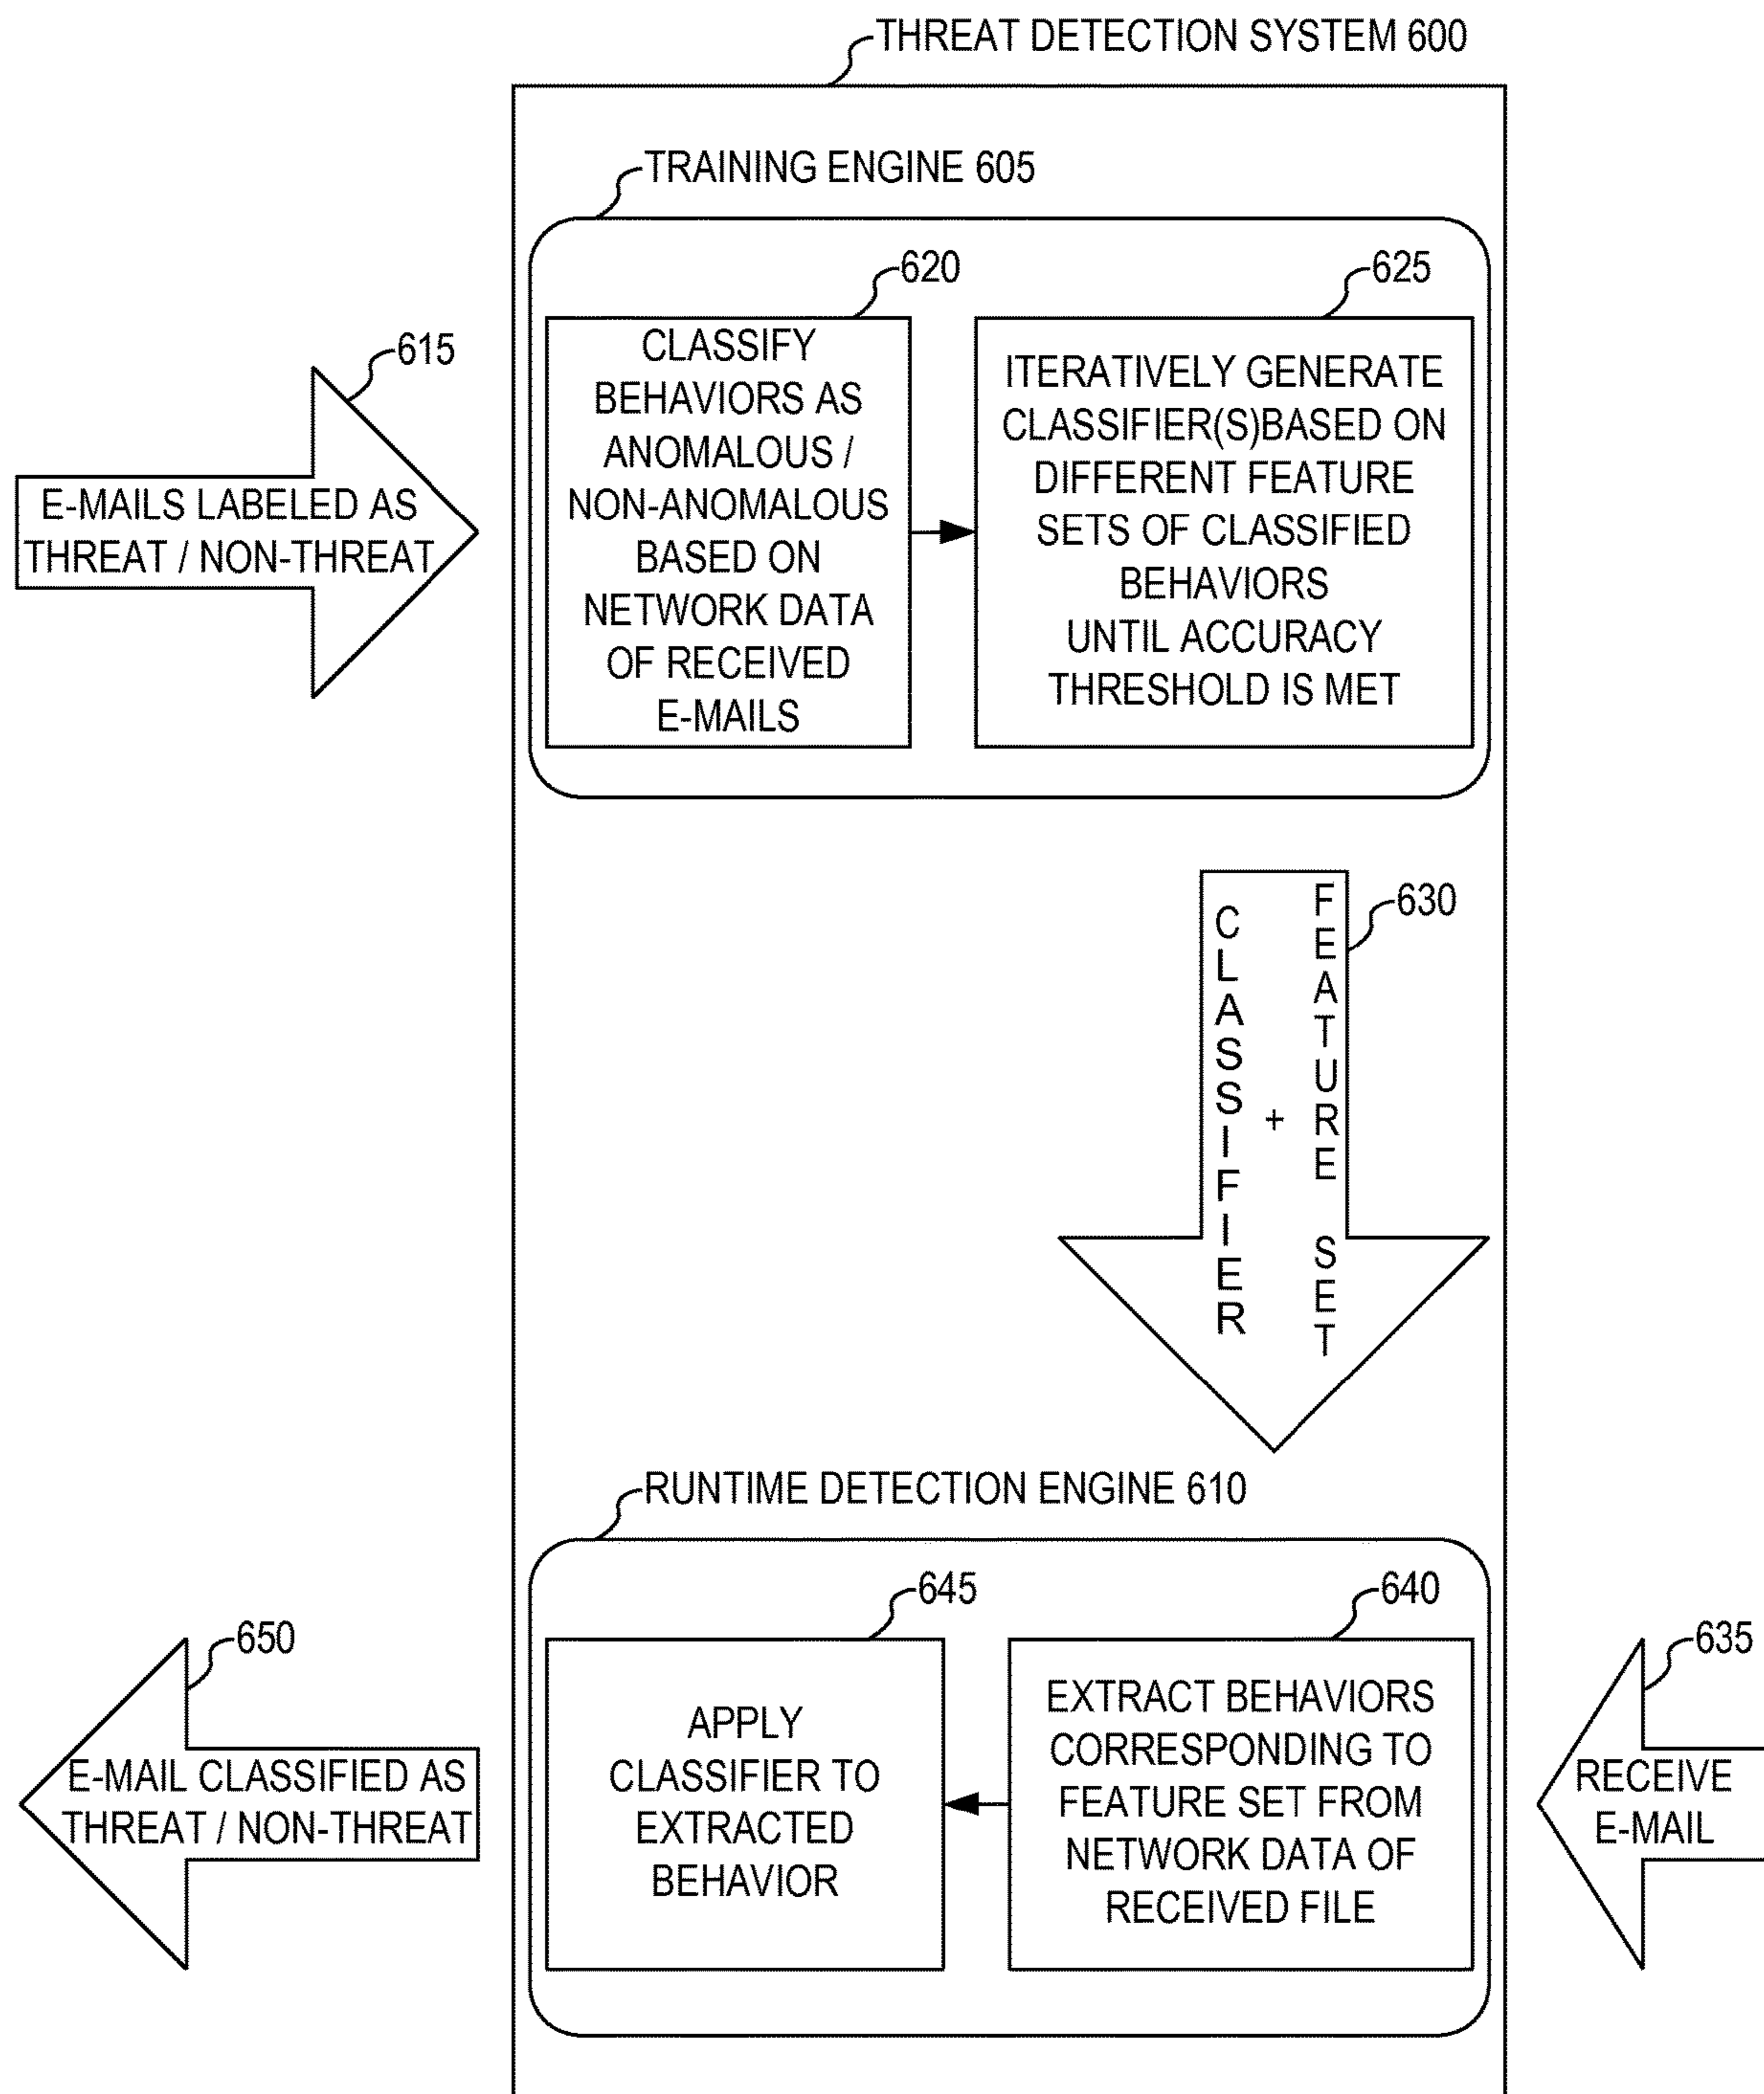 THREAT DETECTION SYSTEM 600
TRAINING ENGINE 605
620
625
615
CLASSIFY
BEHAVIORS AS
ANOMALOUS /
NON-ANOMALOUS
BASED ON
NETWORK DATA
OF RECEIVED
E-MAILS
ITERATIVELY GENERATE
CLASSIFIER(S)BASED ON
DIFFERENT FEATURE
SETS OF CLASSIFIED
BEHAVIORS
UNTIL ACCURACY
THRESHOLD IS MET
E-MAILS LABELED AS
THREAT / NON-THREAT
630
CLASSIFIER
+
FEATURE SET
RUNTIME DETECTION ENGINE 610
645
640
650
635
EXTRACT BEHAVIORS
CORRESPONDING TO
FEATURE SET FROM
NETWORK DATA OF
RECEIVED FILE
APPLY
CLASSIFIER TO
EXTRACTED
BEHAVIOR
E-MAIL CLASSIFIED AS
THREAT / NON-THREAT
RECEIVE
E-MAIL